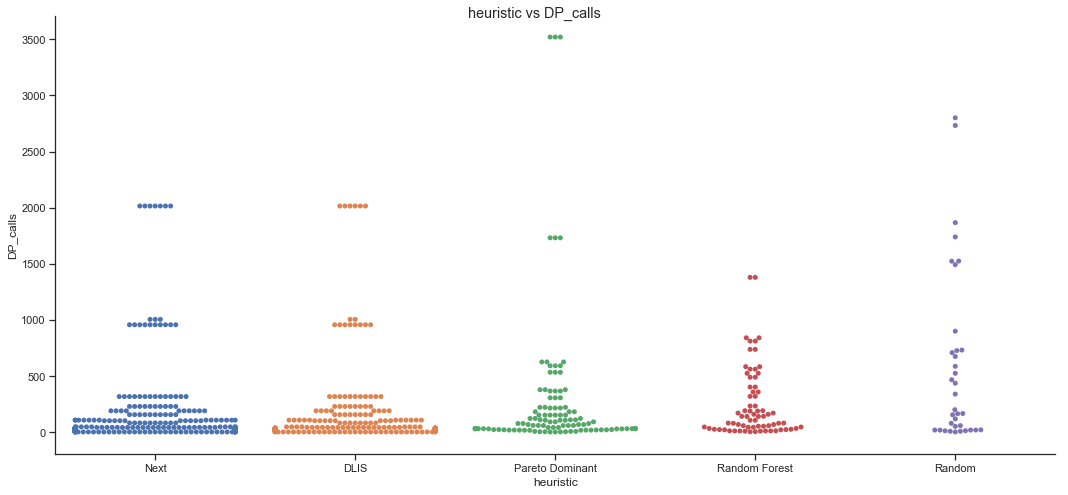 heuristic vs DP_calls
3500
3000
2500
2000
1500
1000
500
0
DP_calls
Next DLIS Pareto Dominant Random Forest Random
heuristic